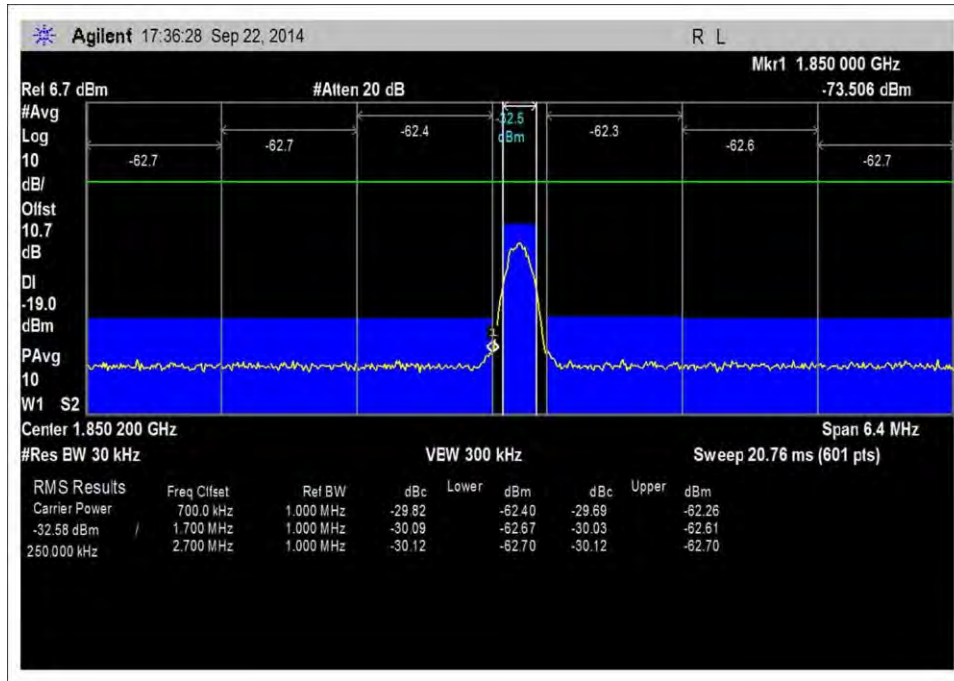 Agilent 17:36:28 Sep 22, 2014 R L
Mkr1 1.850 000 GHz
Rel 6.7 dBm #Atten 20 dB -73.506 dBm
#Avg
Log
10
dB/
Offst
10.7
dB
DI
-19.0
dBm
PAvg
10
W1 S2
-62.7 -62.7 -62.4 -32.5 dBm -62.3 -62.6 -62.7
1
Center 1.850 200 GHz Span 6.4 MHz
#Res BW 30 kHz VBW 300 kHz Sweep 20.76 ms (601 pts)
RMS Results Freq Offset Ref BW dBc Lower dBm dBc Upper dBm
Carrier Power 700.0 kHz 1.000 MHz -29.82 -62.40 -29.69 -62.26
-32.58 dBm / 1.700 MHz 1.000 MHz -30.09 -62.67 -30.03 -62.61
250.000 kHz 2.700 MHz 1.000 MHz -30.12 -62.70 -30.12 -62.70